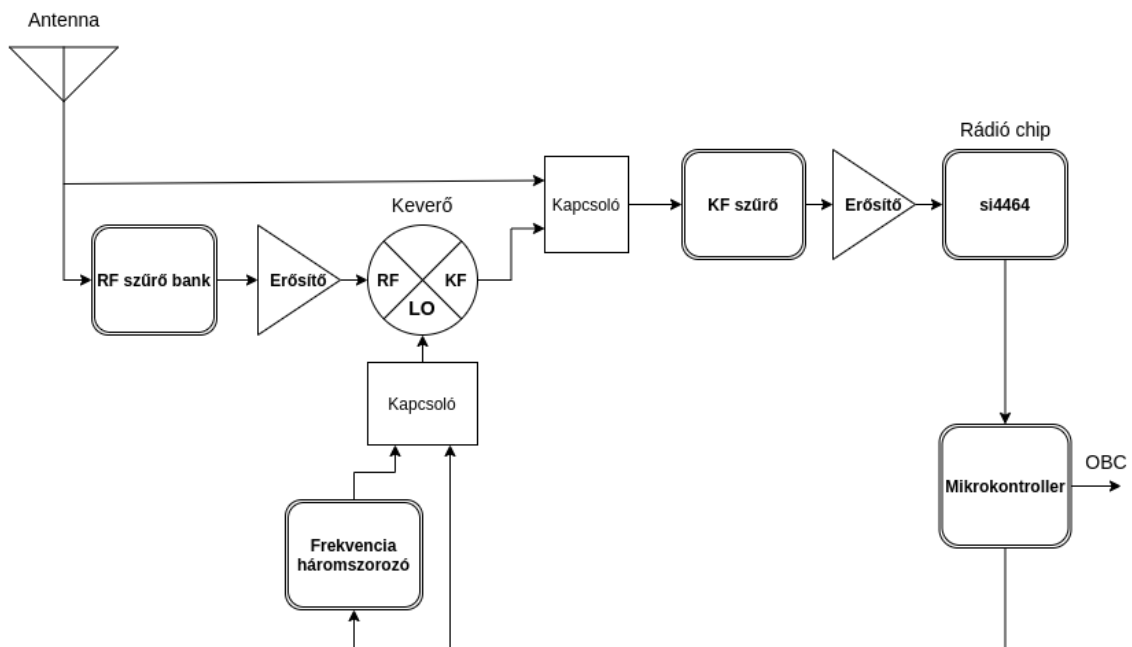 Antenna
Rádió chip
Kapcsoló
KF szűrő
Erősítő
si4464
Keverő
RF szűrő bank
Erősítő
RF
KF
LO
Kapcsoló
OBC
Mikrokontroller
Frekvencia
háromszorozó